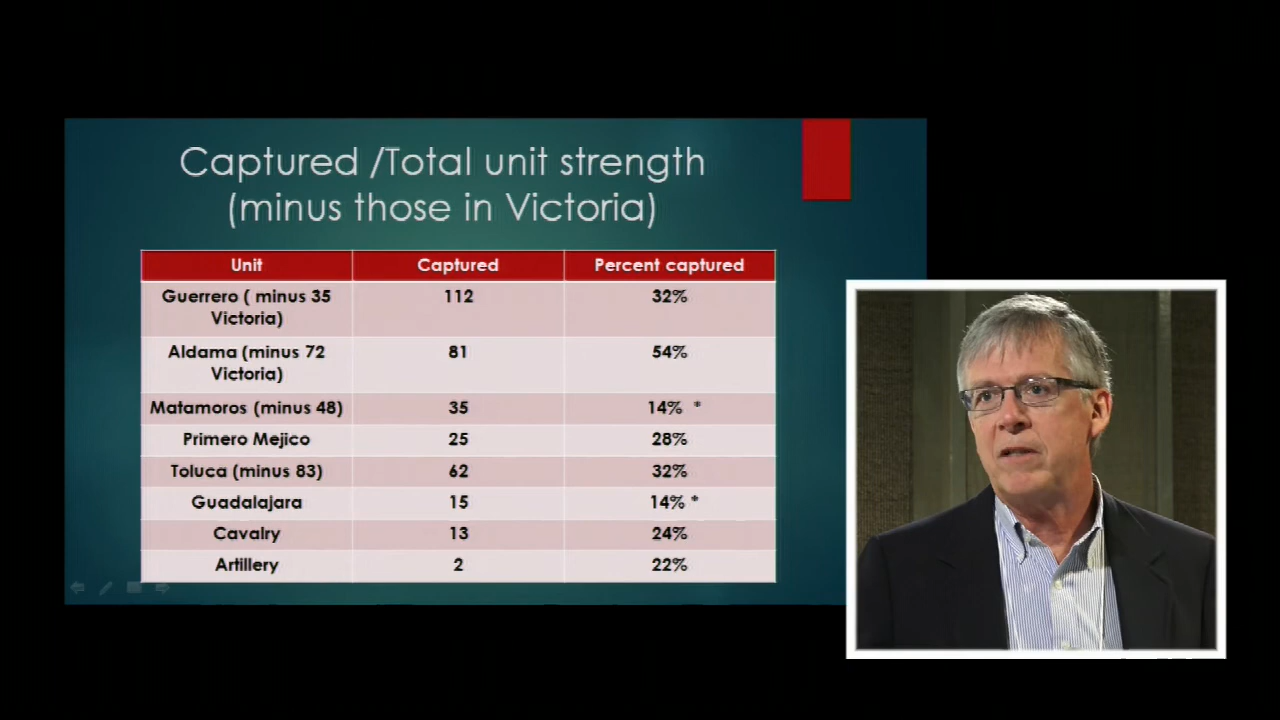 Captured /Total unit strength
(minus those in Victoria)
Unit Captured Percent captured
Guerrero ( minus 35
Victoria) 112 32%
Aldama (minus 72
Victoria) 81 54%
Matamoros (minus 48) 35 14% *
Primero Mejico 25 28%
Toluca (minus 83) 62 32%
Guadalajara 15 14% *
Cavalry 13 24%
Artillery 2 22%